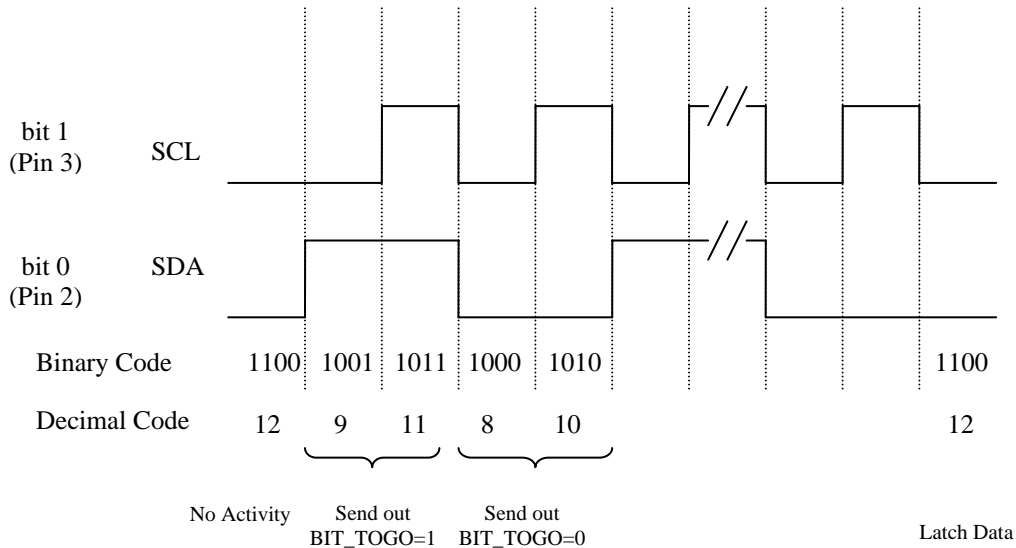 bit 1
(Pin 3)
SCL
bit 0
(Pin 2)
SDA
Binary Code 1100 1001 1011 1000 1010 1100
Decimal Code 12 9 11 8 10 12
No Activity Send out Send out
BIT_TOGO=1 BIT_TOGO=0 Latch Data